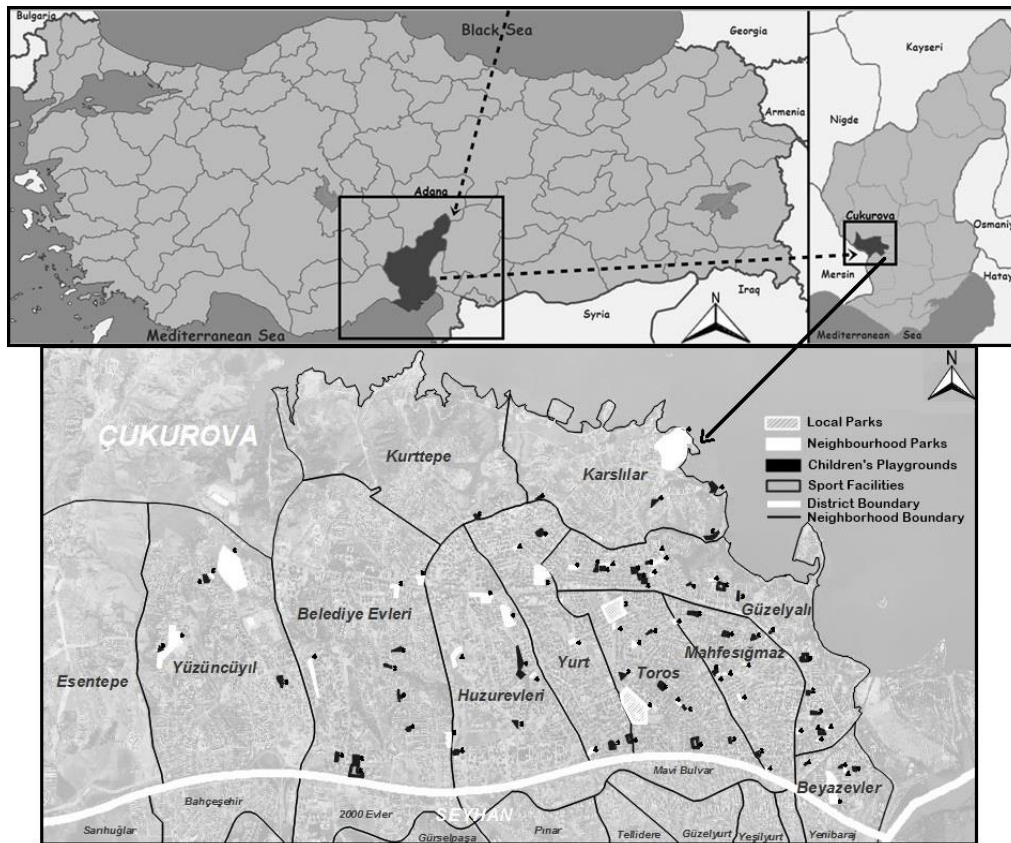 Bulgaria
Black Sea
Georgia
Armenia
Adana
Mediterranean Sea
Syria
Iraq
N
Kayseri
Nigde
Cukurova
Osmaniy
Mersin
Hatay
Mediterranean Sea
N
ÇUKUROVA
Kurttepe
Karslılar
Local Parks
Neighbourhood Parks
Children's Playgrounds
Sport Facilities
District Boundary
Neighborhood Boundary
Belediye Evleri
Güzelyalı
Esentepe
Yüzüncüyıl
Huzurevleri
Yurt
Toros
Mahfesığmaz
Mavi Bulvar
Beyazevler
Bahçeşehir
2000 Evler
SEYHAN
Sarıhuğlar
Gürselpaşa
Pınar
Tellidere
Güzelyurt
Yeşilyurt
Yenibaraj